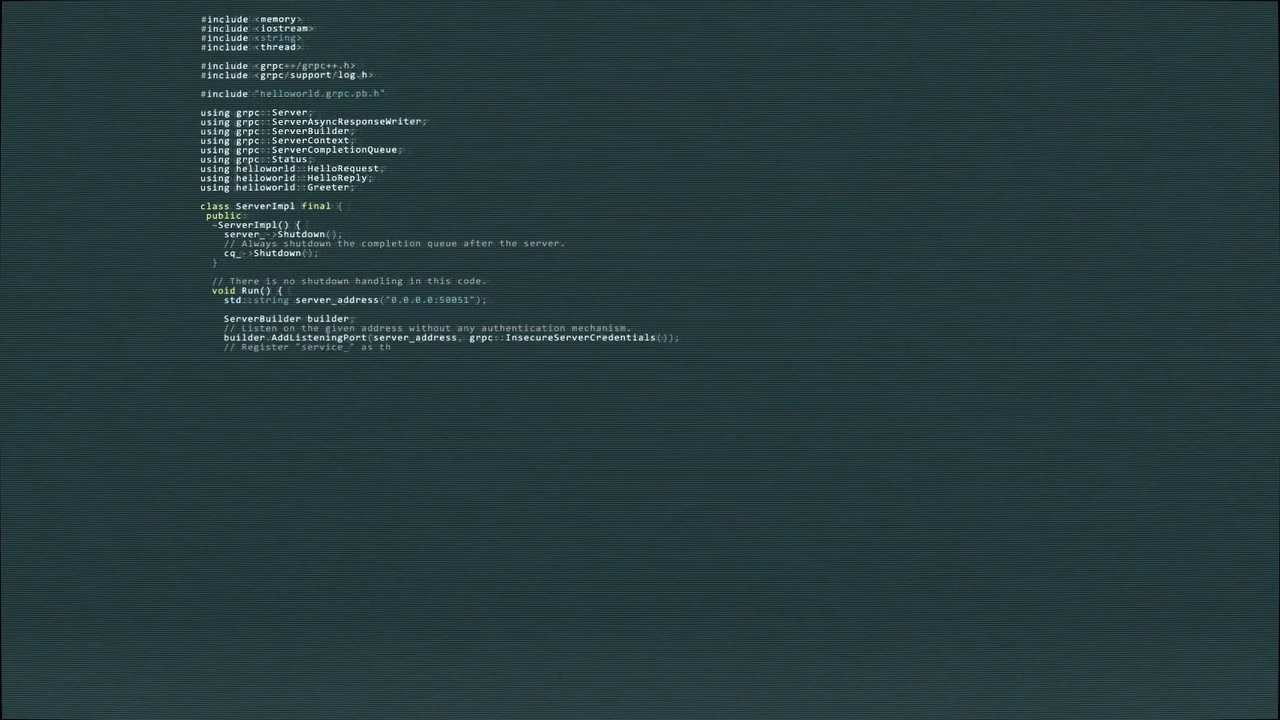 #include <memory>
#include <iostream>
#include <string>
#include <thread>
#include <grpc++/grpc++.h>
#include <grpc/support/log.h>
#include "helloworld.grpc.pb.h"
using grpc::Server;
using grpc::ServerAsyncResponseWriter;
using grpc::ServerBuilder;
using grpc::ServerContext;
using grpc::ServerCompletionQueue;
using grpc::Status;
using helloworld::HelloRequest;
using helloworld::HelloReply;
using helloworld::Greeter;
class ServerImpl final {
public:
~ServerImpl() {
server_->Shutdown();
// Always shutdown the completion queue after the server.
cq_->Shutdown();
}
// There is no shutdown handling in this code.
void Run() {
std::string server_address("0.0.0.0:50051");
ServerBuilder builder;
// Listen on the given address without any authentication mechanism.
builder.AddListeningPort(server_address, grpc::InsecureServerCredentials());
// Register "service_" as th